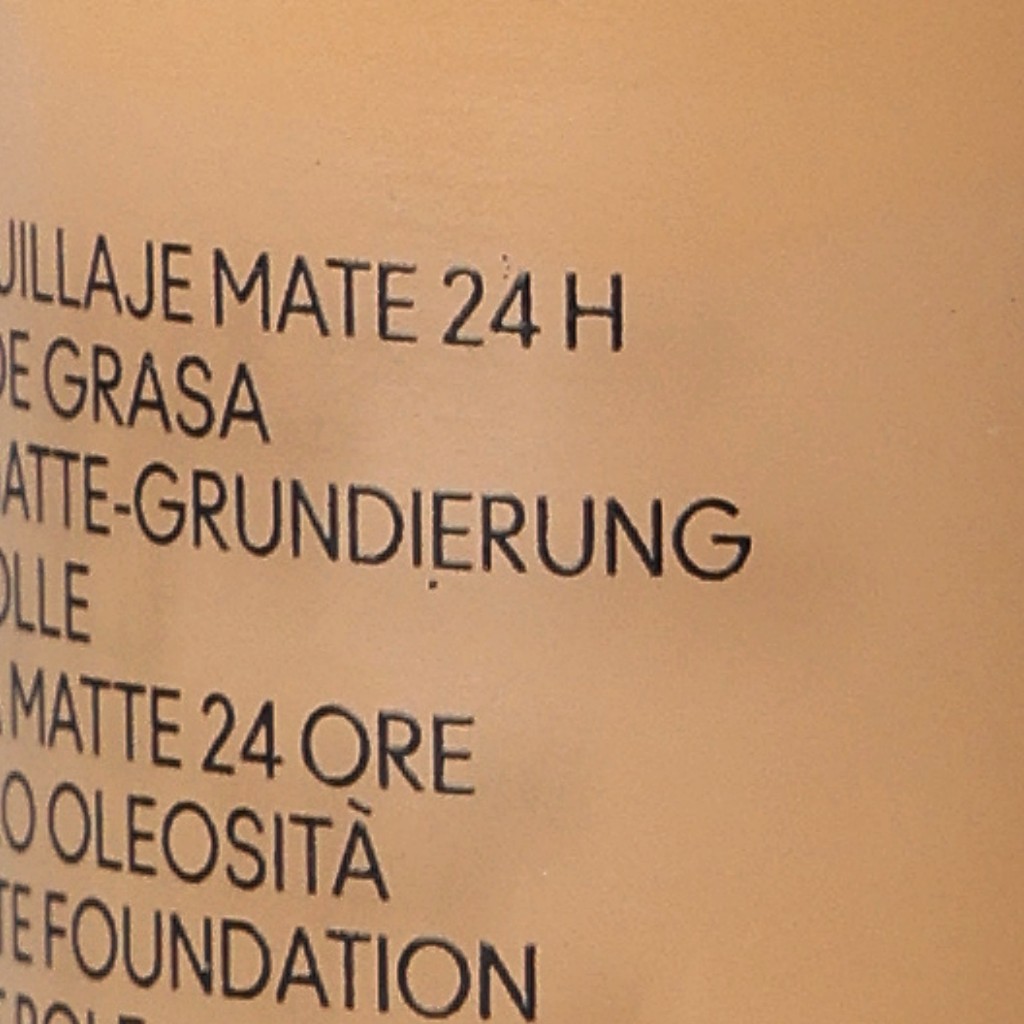 UILLAJE MATE 24 H
DE GRASA
ATTE-GRUNDIERUNG
OLLE
MATTE 24 ORE
O OLEOSITÀ
TE FOUNDATION